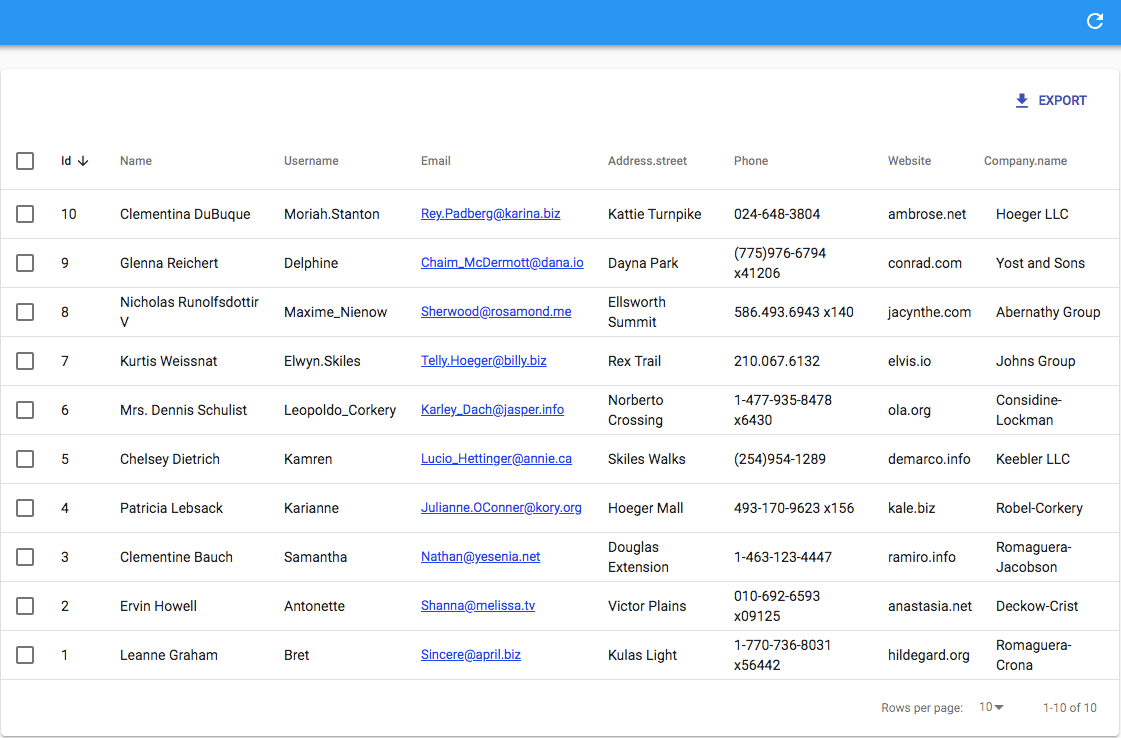 EXPORT
Id Name Username Email Address.street Phone Website Company.name
10 Clementina DuBuque Moriah.Stanton Rey.Padberg@karina.biz Kattie Turnpike 024-648-3804 ambrose.net Hoeger LLC
9 Glenna Reichert Delphine Chaim_McDermott@dana.io Dayna Park (775)976-6794 x41206 conrad.com Yost and Sons
8 Nicholas Runolfsdottir V Maxime_Nienow Sherwood@rosamond.me Ellsworth Summit 586.493.6943 x140 jacynthe.com Abernathy Group
7 Kurtis Weissnat Elwyn.Skiles Telly.Hoeger@billy.biz Rex Trail 210.067.6132 elvis.io Johns Group
6 Mrs. Dennis Schulist Leopoldo_Corkery Karley_Dach@jasper.info Norberto Crossing 1-477-935-8478 x6430 ola.org Considine-Lockman
5 Chelsey Dietrich Kamren Lucio_Hettinger@annie.ca Skiles Walks (254)954-1289 demarco.info Keebler LLC
4 Patricia Lebsack Karianne Julianne.OConner@kory.org Hoeger Mall 493-170-9623 x156 kale.biz Robel-Corkery
3 Clementine Bauch Samantha Nathan@yesenia.net Douglas Extension 1-463-123-4447 ramiro.info Romaguera-Jacobson
2 Ervin Howell Antonette Shanna@melissa.tv Victor Plains 010-692-6593 x09125 anastasia.net Deckow-Crist
1 Leanne Graham Bret Sincere@april.biz Kulas Light 1-770-736-8031 x56442 hildegard.org Romaguera-Crona
Rows per page: 10 1-10 of 10